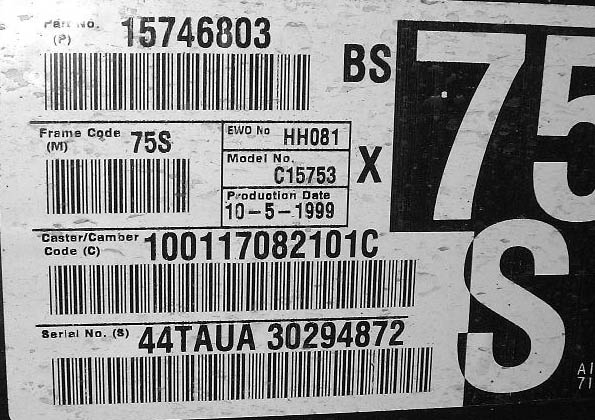 Part No.
(P)
15746803
BS
75
Frame Code
(M)
75S
EWO No HH081
Model No.
C15753
X
Production Date
10-5-1999
Caster/Camber
Code (C)
100117082101C
S
Serial No. (S) 44TAUA 30294872